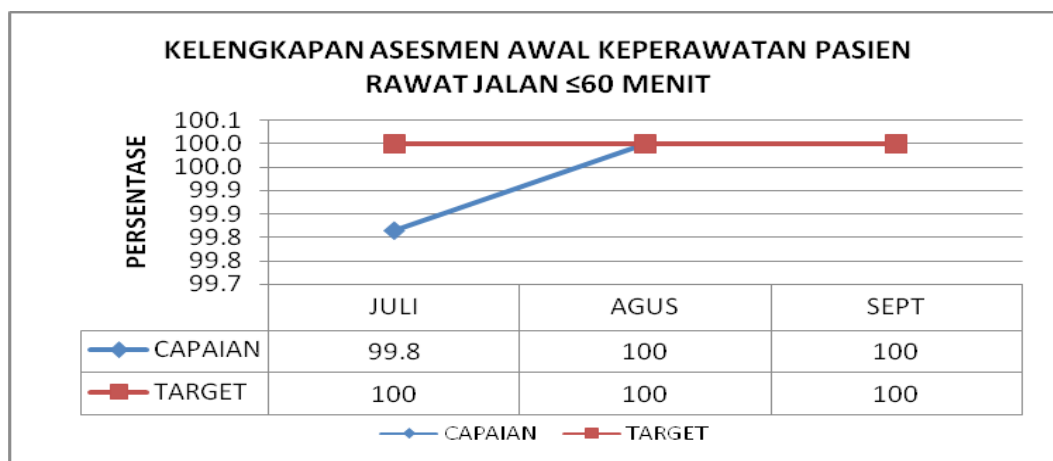 KELENGKAPAN ASESMEN AWAL KEPERAWATAN PASIEN
RAWAT JALAN ≤60 MENIT
PERSENTASE
100.1
100.0
100.0
99.9
99.9
99.8
99.8
99.7
JULI AGUS SEPT
CAPAIAN 99.8 100 100
TARGET 100 100 100
CAPAIAN TARGET